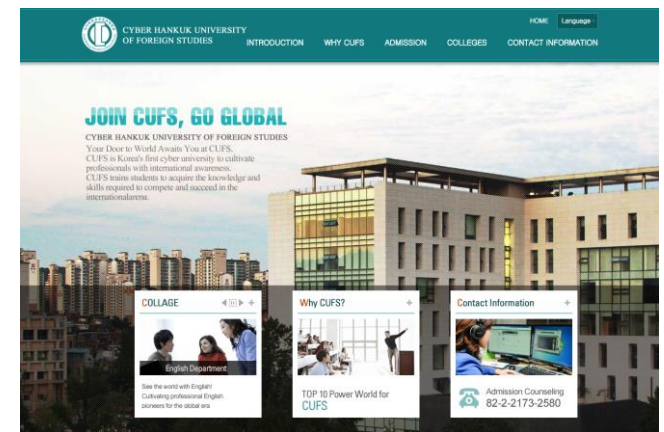 HOME Language
CYBER HANKUK UNIVERSITY
OF FOREIGN STUDIES
INTRODUCTION WHY CUFS ADMISSION COLLEGES CONTACT INFORMATION
JOIN CUFS, GO GLOBAL
CYBER HANKUK UNIVERSITY OF FOREIGN STUDIES
Your Door to World Awaits You at CUFS.
CUFS is Korea's first cyber university to cultivate
professionals with international awareness.
CUFS trains students to acquire the knowledge and
skills required to compete and succeed in the
internationalarena.
COLLAGE
English Department
See the world with English!
Cultivating professional English
pioneers for the global era
Why CUFS?
TOP 10 Power World for
CUFS
Contact Information
Admission Counseling
82-2-2173-2580